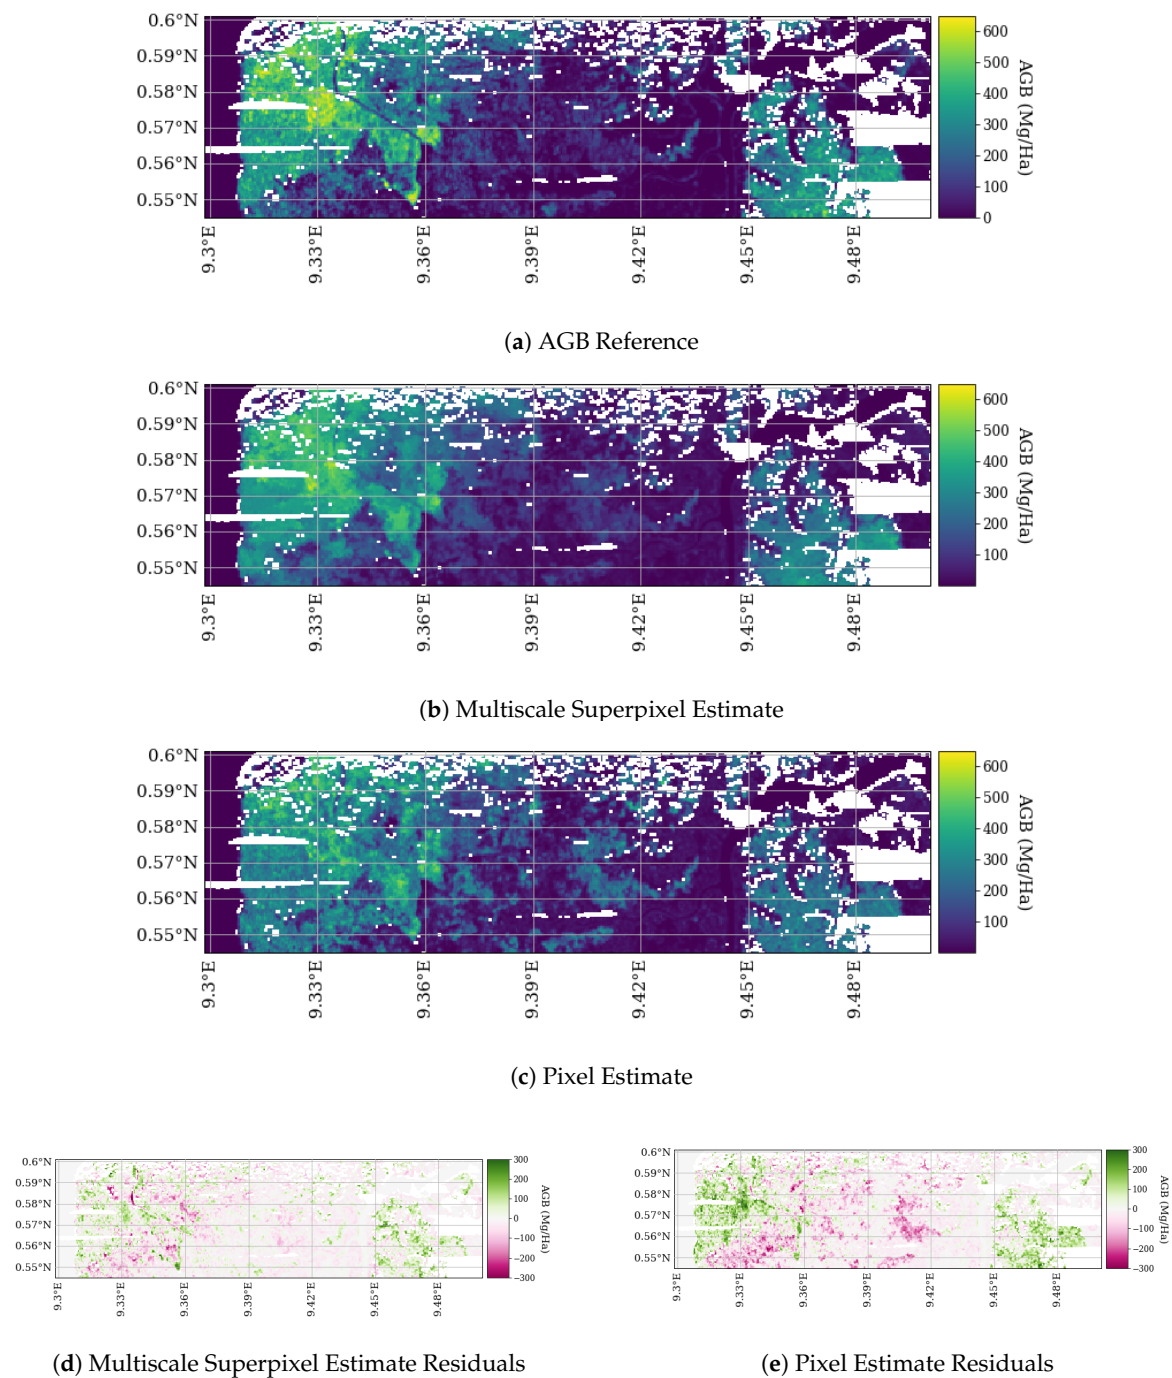 0.6°N
0.59°N
0.58°N
0.57°N
0.56°N
0.55°N
9.3°E
9.33°E
9.36°E
9.39°E
9.42°E
9.45°E
9.48°E
600
500
400
300
200
100
0
AGB (Mg/Ha)
(a) AGB Reference
0.6°N
0.59°N
0.58°N
0.57°N
0.56°N
0.55°N
9.3°E
9.33°E
9.36°E
9.39°E
9.42°E
9.45°E
9.48°E
600
500
400
300
200
100
AGB (Mg/Ha)
(b) Multiscale Superpixel Estimate
0.6°N
0.59°N
0.58°N
0.57°N
0.56°N
0.55°N
9.3°E
9.33°E
9.36°E
9.39°E
9.42°E
9.45°E
9.48°E
600
500
400
300
200
100
AGB (Mg/Ha)
(c) Pixel Estimate
0.6°N
0.59°N
0.58°N
0.57°N
0.56°N
0.55°N
9.3°E
9.33°E
9.36°E
9.39°E
9.42°E
9.45°E
9.48°E
300
200
100
0
−100
−200
−300
AGB (Mg/Ha)
(d) Multiscale Superpixel Estimate Residuals
0.6°N
0.59°N
0.58°N
0.57°N
0.56°N
0.55°N
9.3°E
9.33°E
9.36°E
9.39°E
9.42°E
9.45°E
9.48°E
300
200
100
0
−100
−200
−300
AGB (Mg/Ha)
(e) Pixel Estimate Residuals